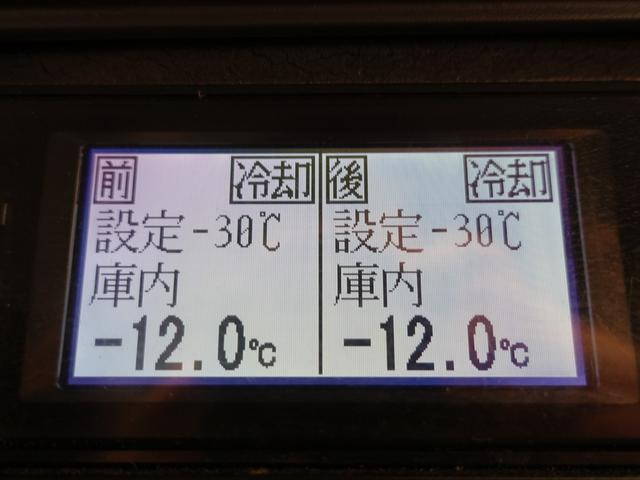 前 冷却
設定-30℃
庫内
-12.0℃
後 冷却
設定-30℃
庫内
-12.0℃